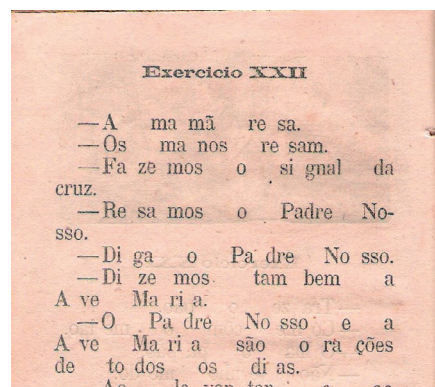 Exercicio XXII
—A ma mã re sa.
—Os ma nos re sam.
—Fa ze mos o si gnal da
cruz.
—Re sa mos o Padre No-
sso.
—Di ga o Pa dre No sso.
—Di ze mos tam bem a
A ve Ma ri a.
—O Pa dre No sso e a
A ve Ma ri a são o ra ções
de to dos os di as.